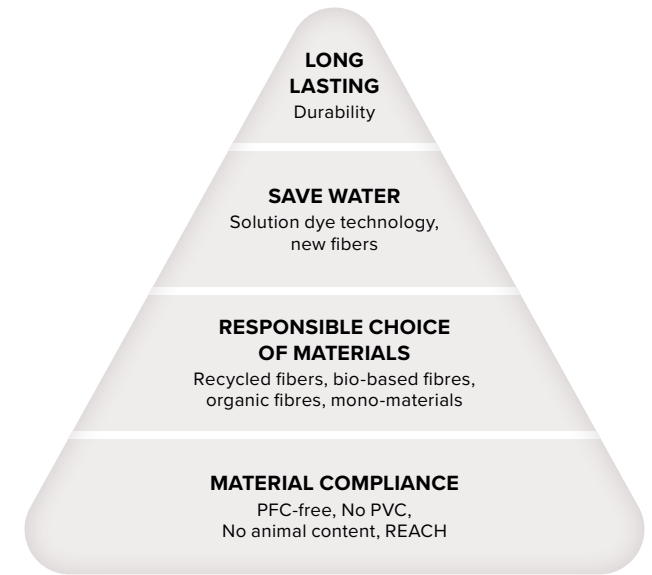 LONG
LASTING
Durability
SAVE WATER
Solution dye technology,
new fibers
RESPONSIBLE CHOICE
OF MATERIALS
Recycled fibers, bio-based fibres,
organic fibres, mono-materials
MATERIAL COMPLIANCE
PFC-free, No PVC,
No animal content, REACH